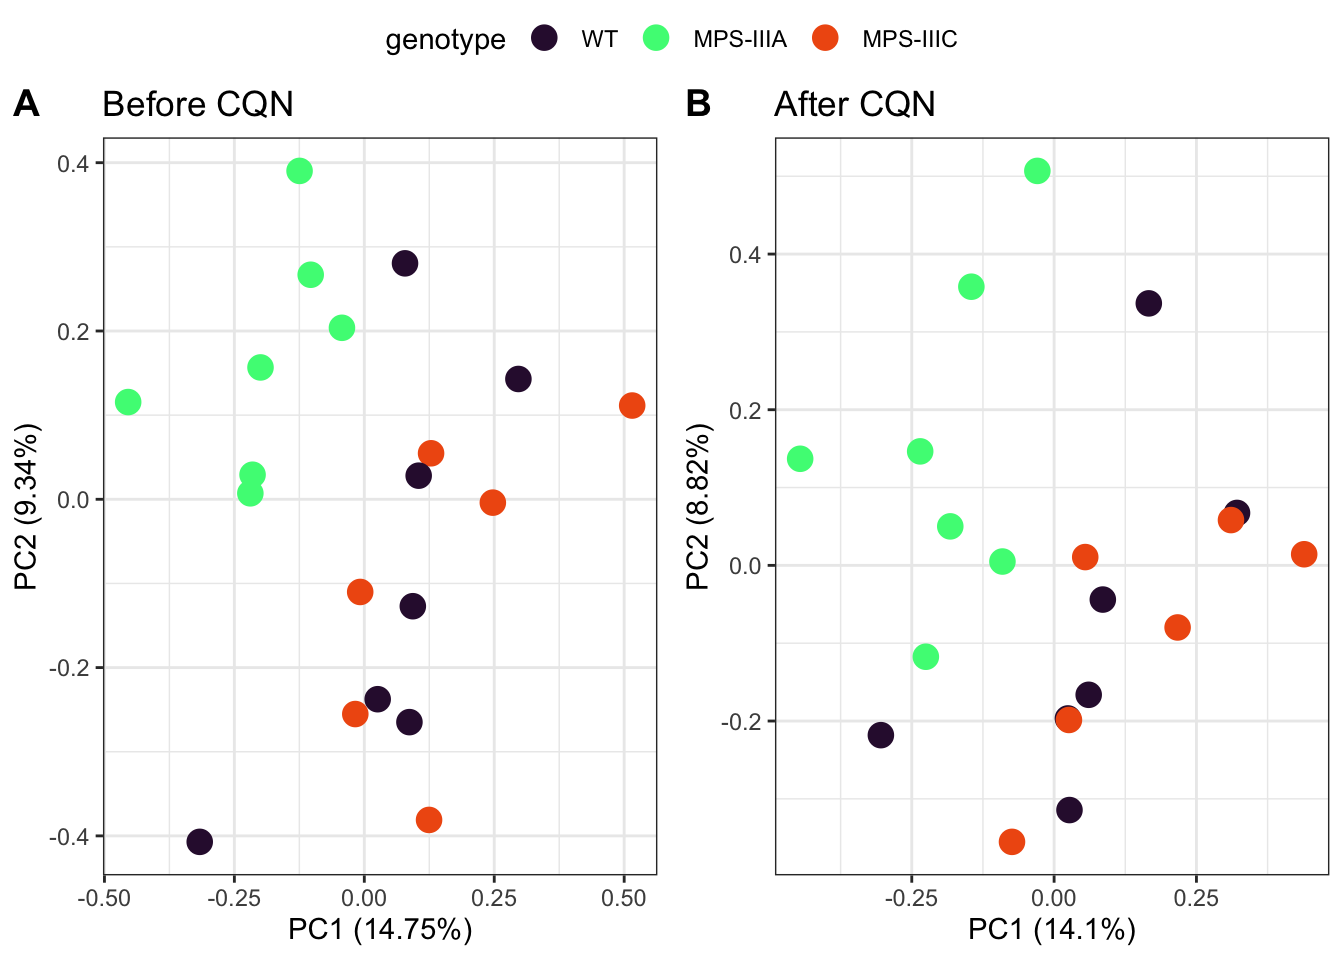 genotype WT MPS-IIIA MPS-IIIC
A Before CQN
B After CQN
PC2 (9.34%)
0.4
0.2
0.0
-0.2
-0.4
-0.50 -0.25 0.00 0.25 0.50
PC1 (14.75%)
PC2 (8.82%)
0.4
0.2
0.0
-0.2
-0.25 0.00 0.25
PC1 (14.1%)